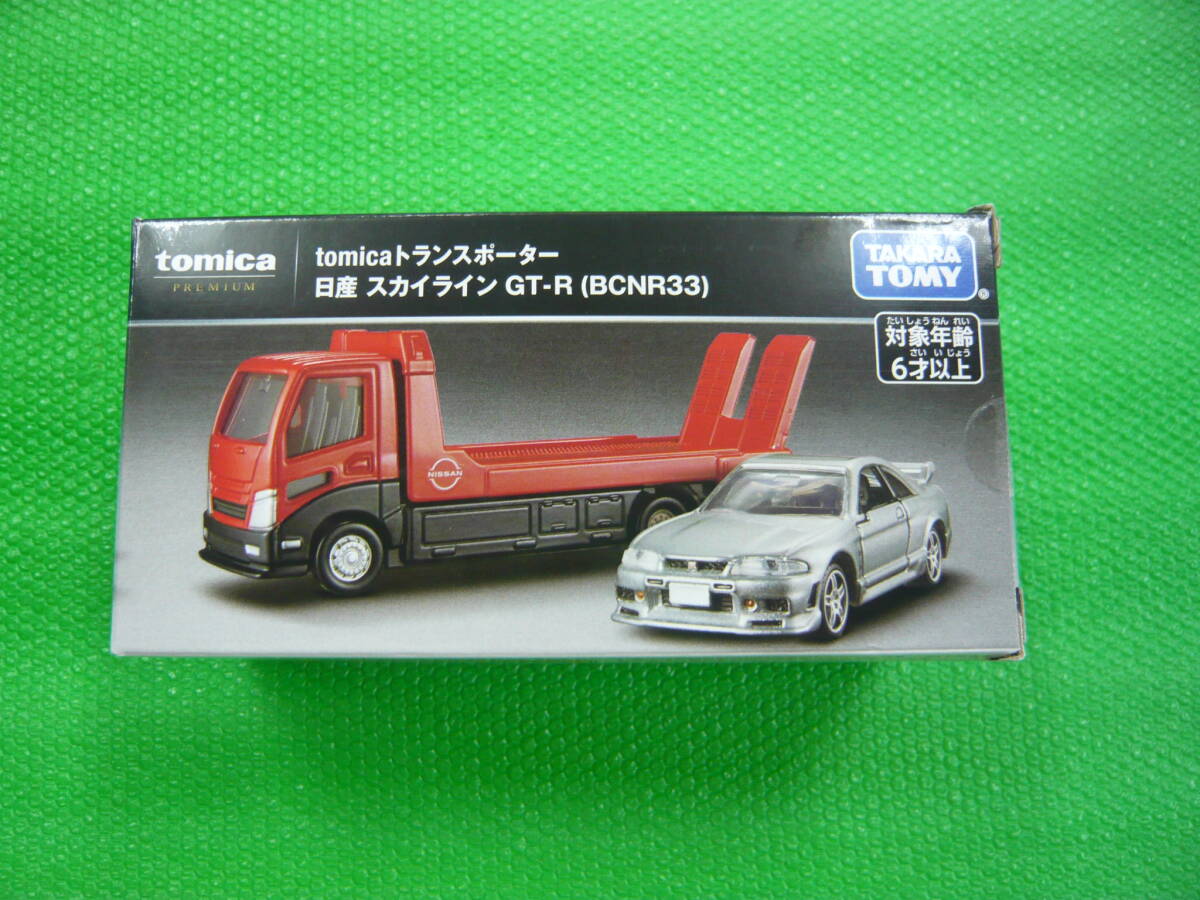 tomica
PREMIUM
tomicaトランスポーター
日産 スカイライン GT-R (BCNR33)
TAKARA
TOMY
®
たいしょうねんれい
対象年齢
さいいじょう
6才以上
NISSAN